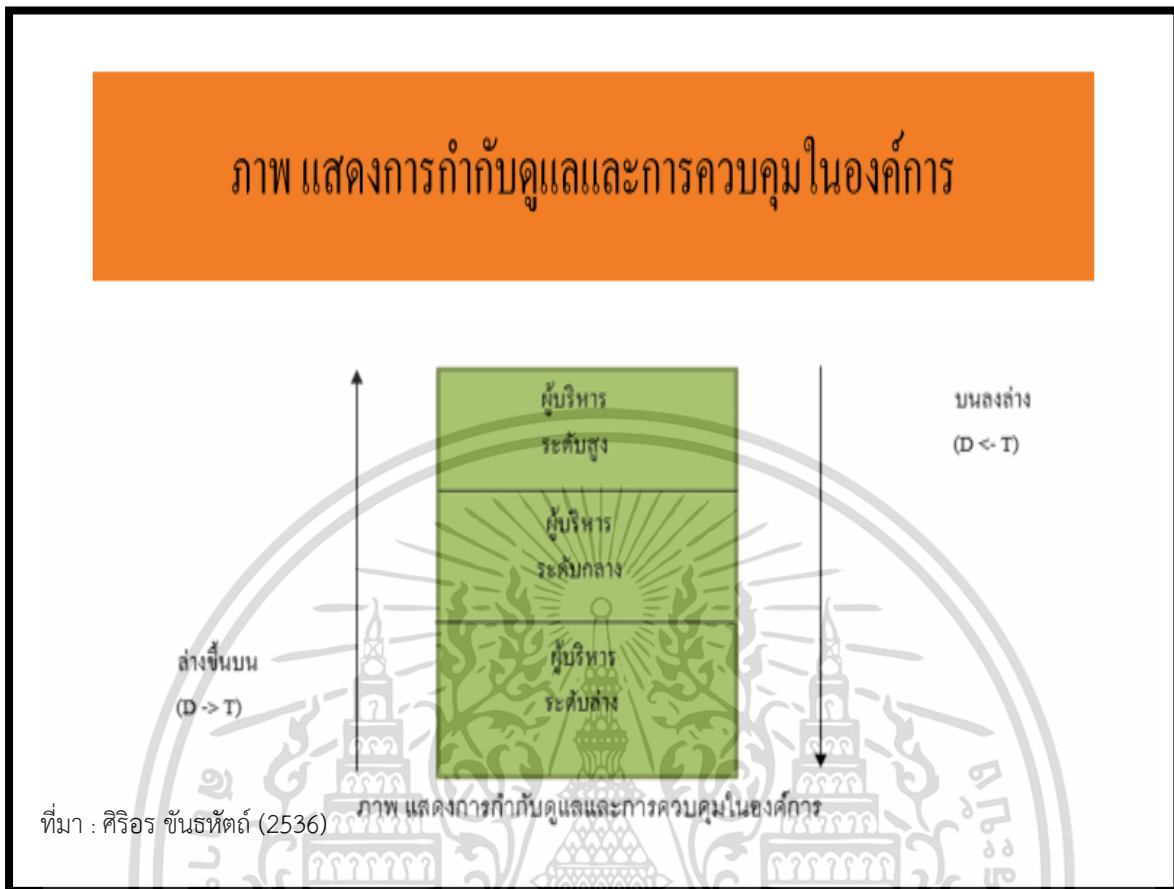 ภาพ แสดงการกำกับดูแลและการควบคุมในองค์การ
ผู้บริหาร
ระดับสูง
บนลงล่าง
(D <- T)
ผู้บริหาร
ระดับกลาง
ล่างขึ้นบน
(D -> T)
ผู้บริหาร
ระดับล่าง
ภาพ แสดงการกำกับดูแลและการควบคุมในองค์การ
ที่มา : ศิริอร ขันธหัตถ์ (2536)